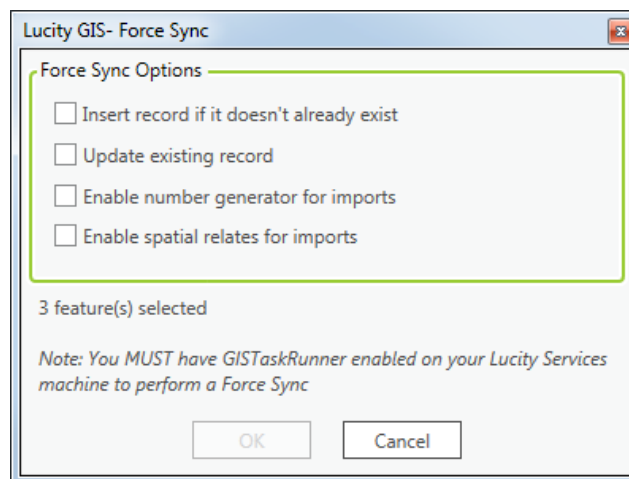 Lucity GIS- Force Sync
Force Sync Options
Insert record if it doesn't already exist
Update existing record
Enable number generator for imports
Enable spatial relates for imports
3 feature(s) selected
Note: You MUST have GISTaskRunner enabled on your Lucity Services
machine to perform a Force Sync
OK
Cancel